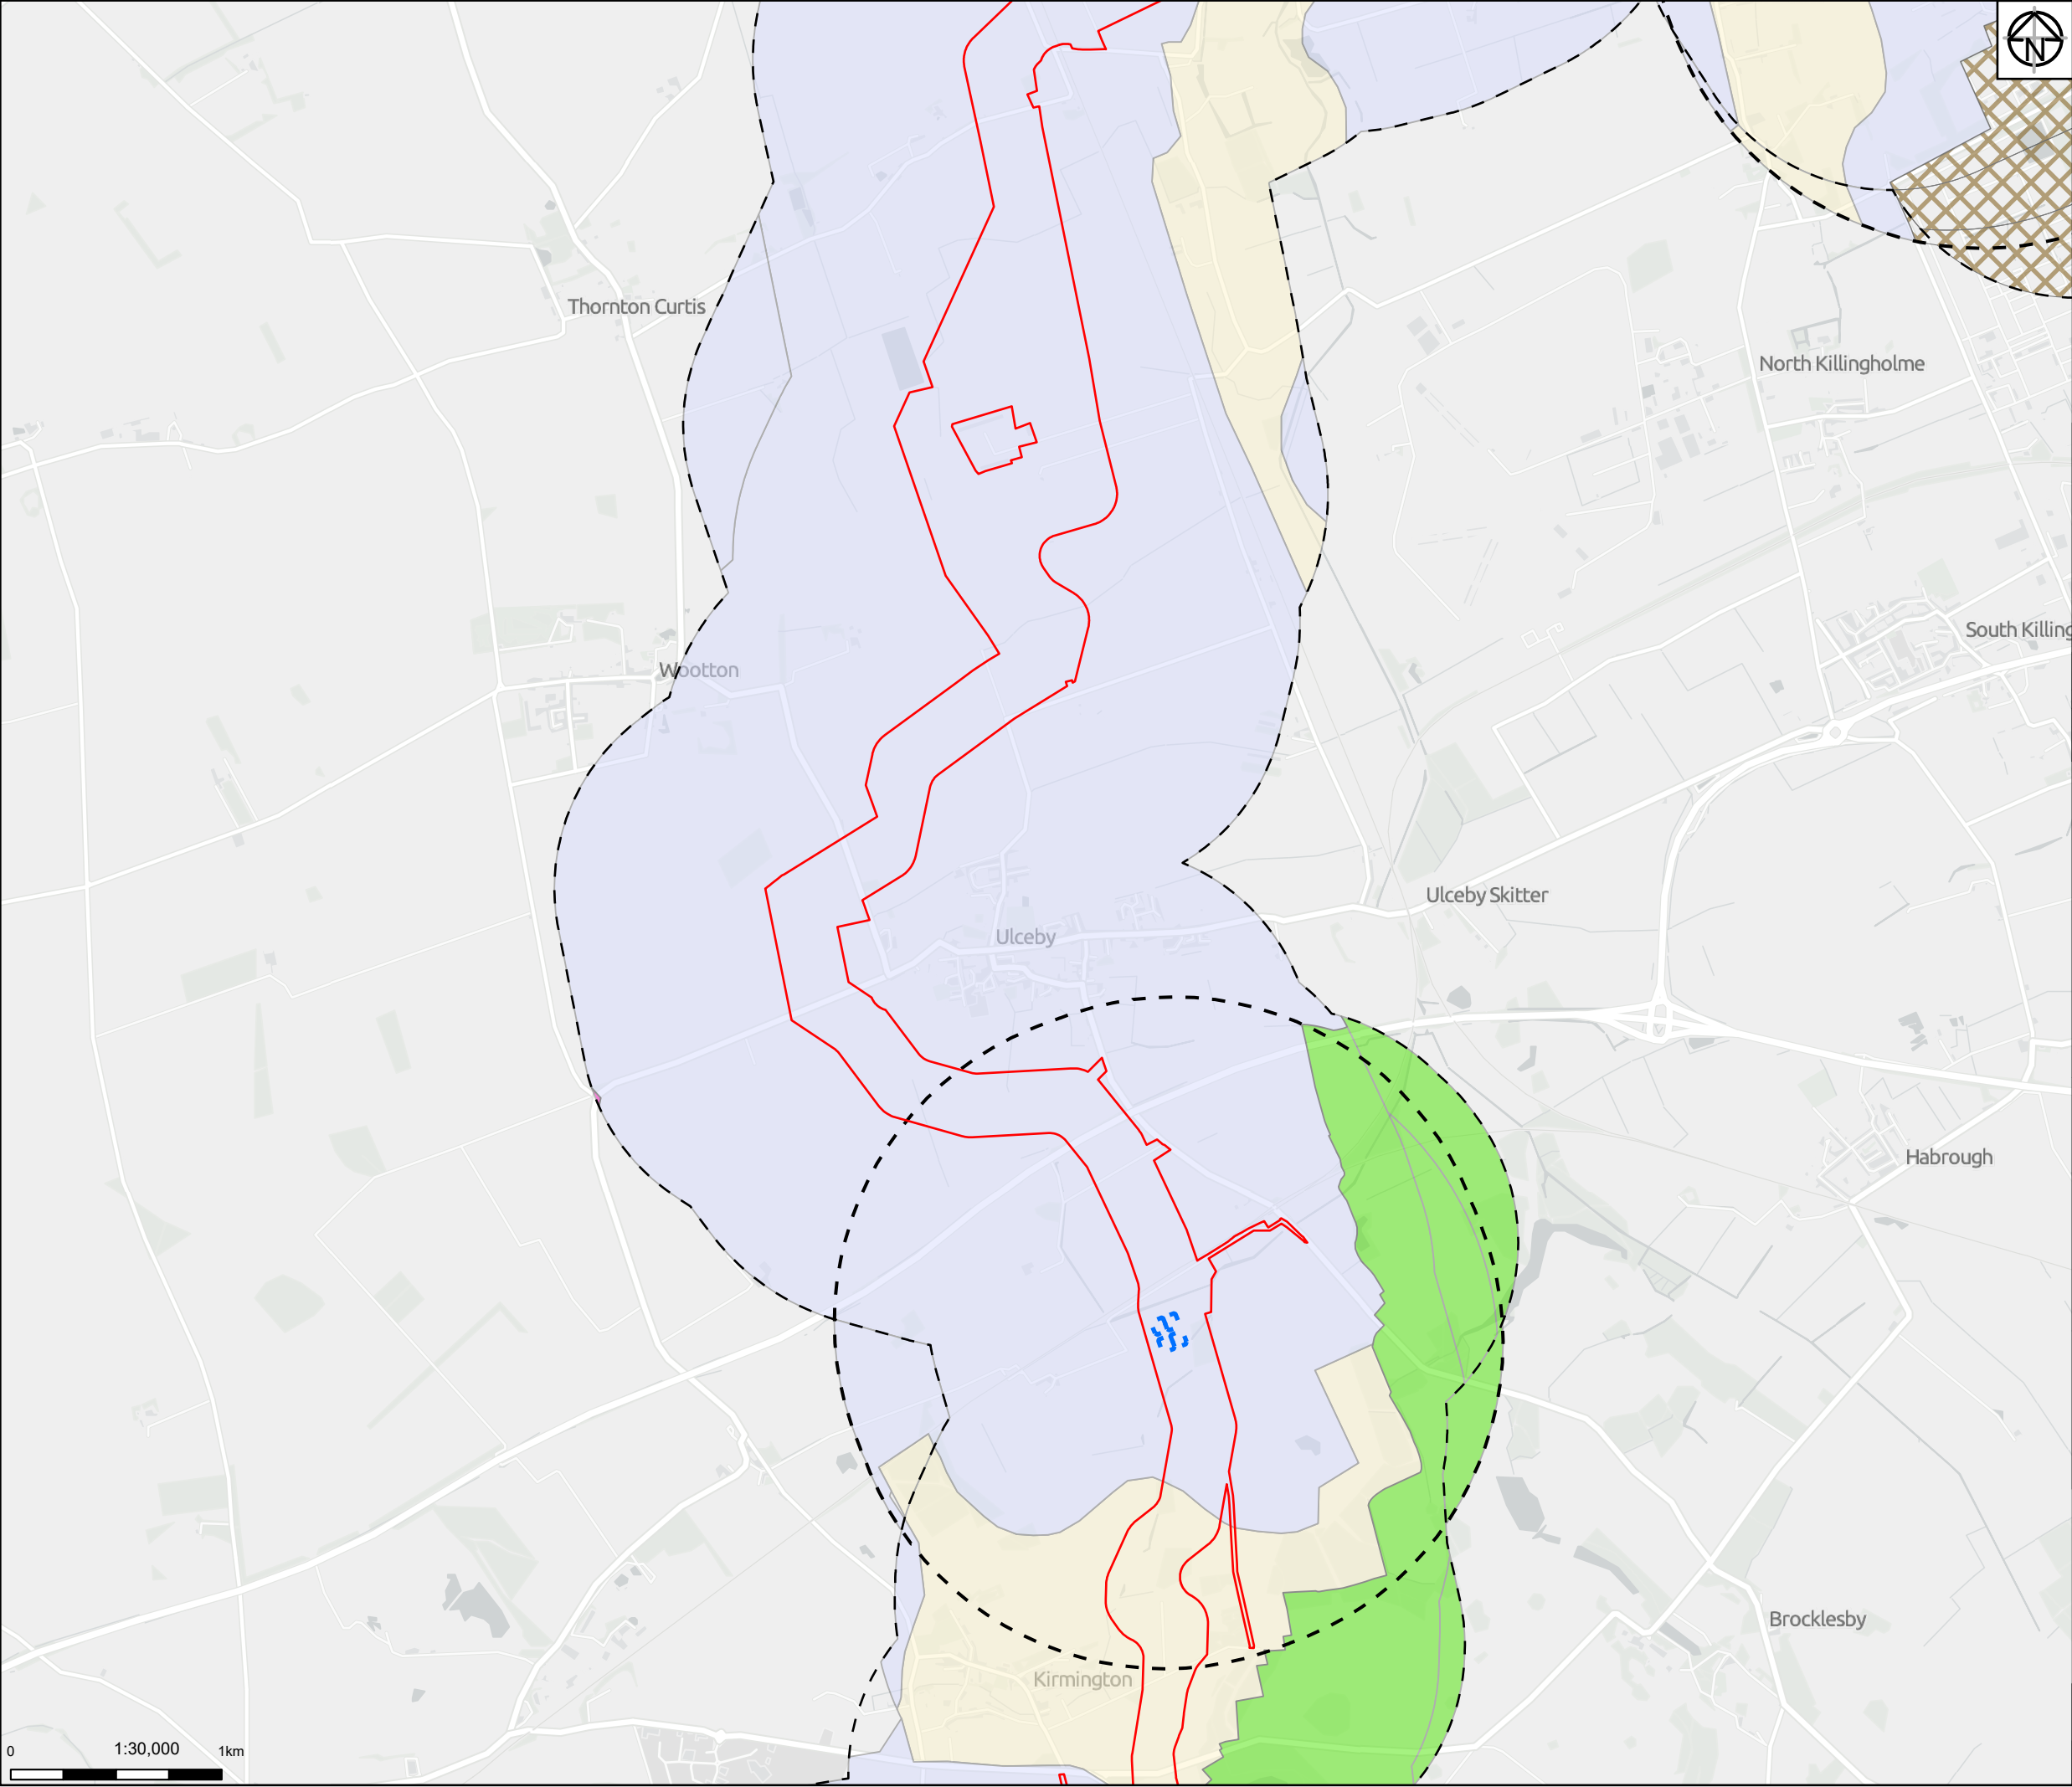 N
Thornton Curtis
North Killingholme
South Killing
Wootton
Ulceby Skitter
Ulceby
Habrough
Brocklesby
Kirmington
0 1:30,000 1km